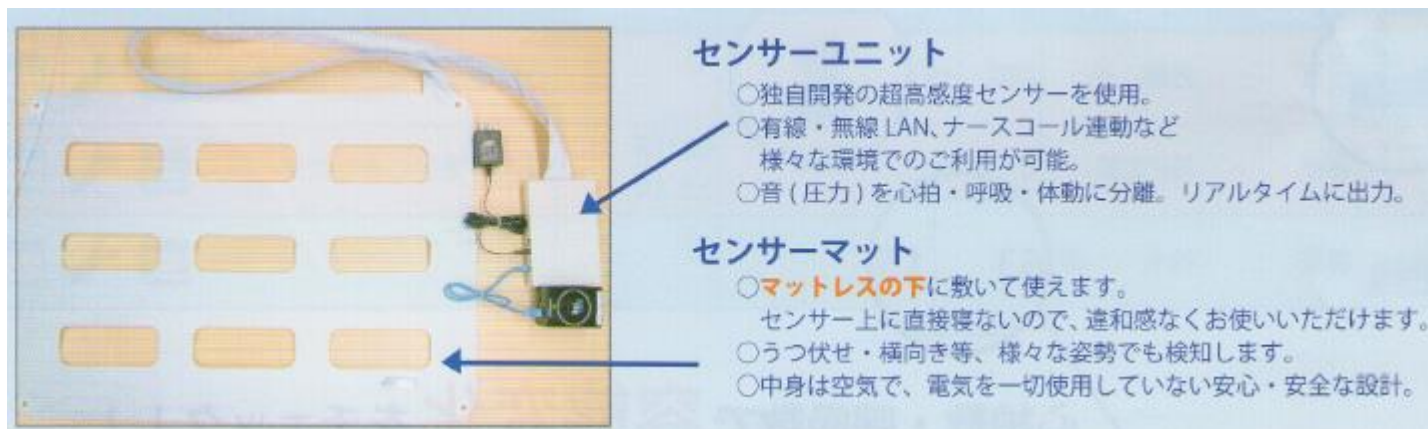 センサーユニット
○独自開発の超高感度センサーを使用。
○有線・無線 LAN、ナースコール連動など
様々な環境でのご利用が可能。
○音 ( 圧力 ) を心拍・呼吸・体動に分離。リアルタイムに出力。
センサーマット
○マットレスの下に敷いて使えます。
センサー上に直接寝ないので、違和感なくお使いいただけます。
○うつ伏せ・横向き等、様々な姿勢でも検知します。
○中身は空気で、電気を一切使用していない安心・安全な設計。